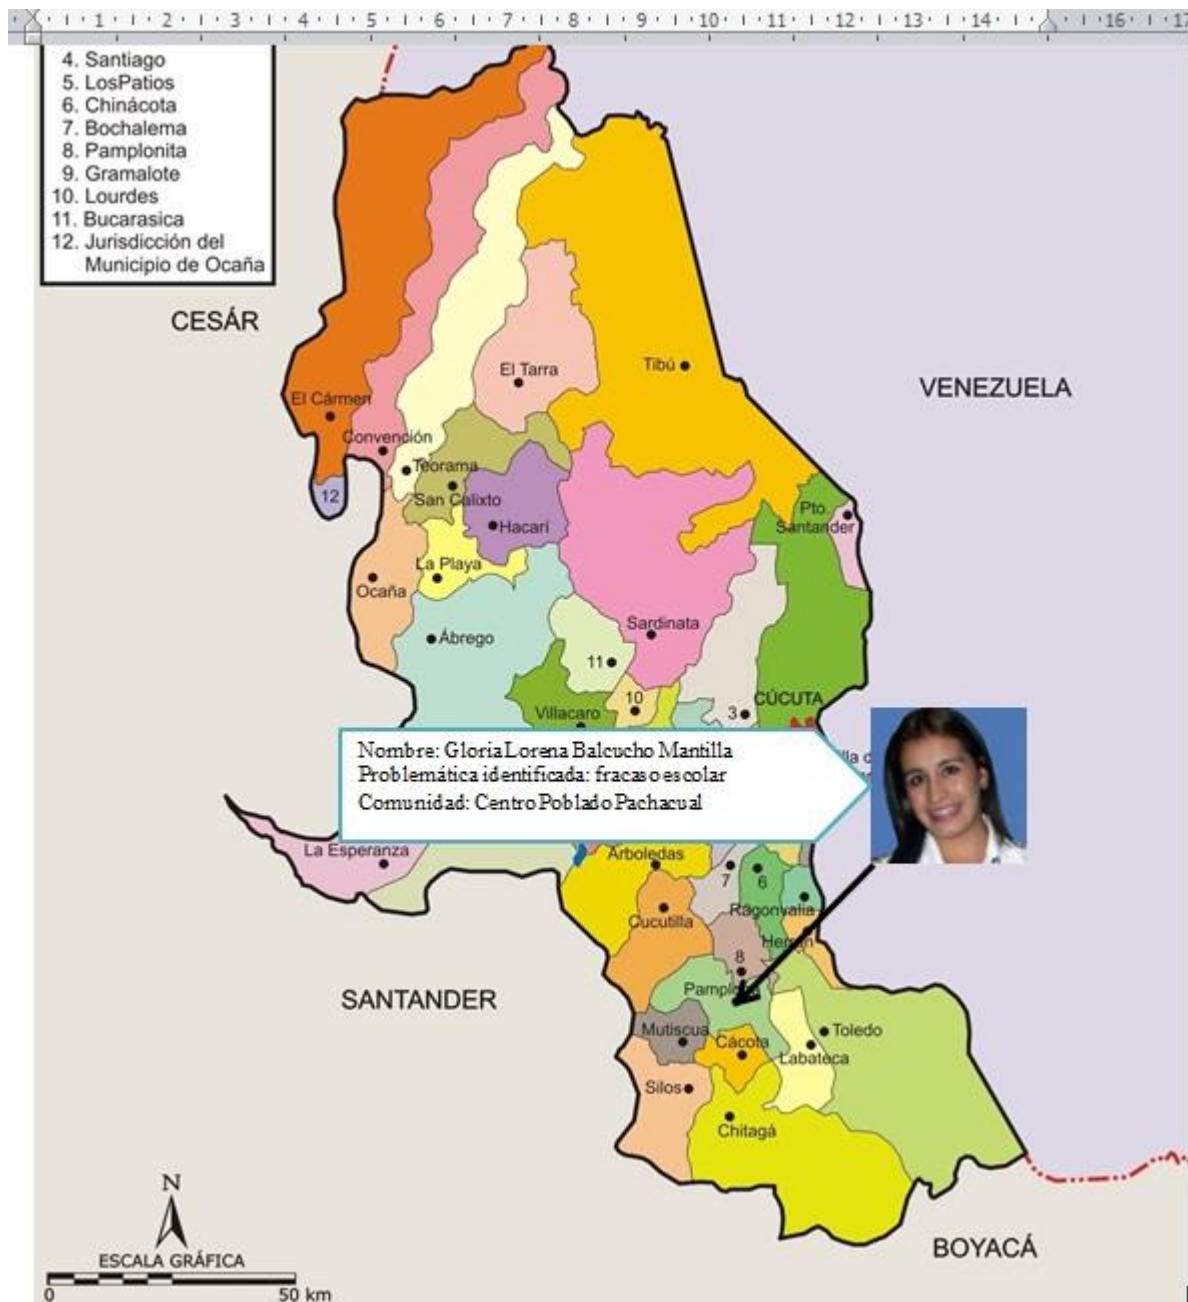 1 2 3 4 5 6 7 8 9 10 11 12 13 14 16 17
4. Santiago
5. LosPatios
6. Chinácota
7. Bochalema
8. Pamplonita
9. Gramalote
10. Lourdes
11. Bucarasica
12. Jurisdicción del
Municipio de Ocaña
CESÁR
VENEZUELA
El Tarra
Tibú
El Cármen
Convención
Teorama
12
San Calixto
Hacarí
Pto.
Santander
La Playa
Ocaña
Ábrego
Sardinata
11
10
Villacaro
3
CÚCUTA
Nombre: Gloria Lorena Balcucho Mantilla
Problemática identificada: fracaso escolar
Comunidad: Centro Poblado Pachacual
La Esperanza
Arboledas
7
6
Ragonvalia
Cucutilla
8
SANTANDER
Mutiscua
Cácota
Toledo
Labateca
Silos
Chitagá
N
ESCALA GRÁFICA
0 50 km
BOYACÁ